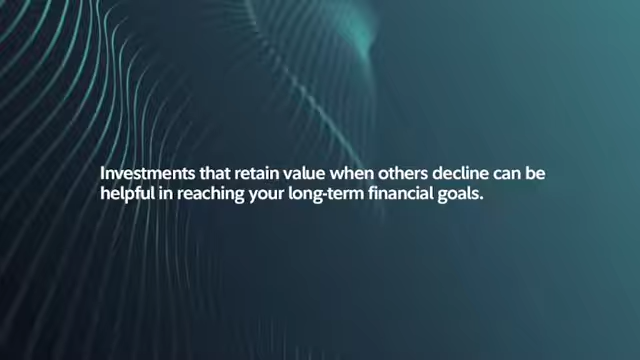 Investments that retain value when others decline can be
helpful in reaching your long-term financial goals.